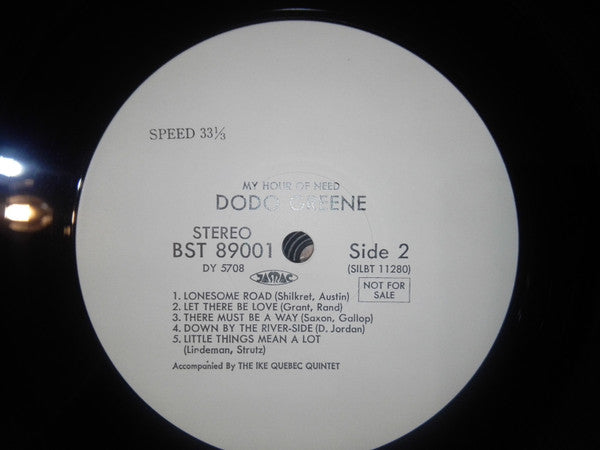 SPEED 33⅓
MY HOUR OF NEED
DODO GREENE
STEREO
BST 89001
DY 5708
JASRAC
Side 2
(SILBT 11280)
NOT FOR
SALE
1. LONESOME ROAD (Shilkret, Austin)
2. LET THERE BE LOVE (Grant, Rand)
3. THERE MUST BE A WAY (Saxon, Gallop)
4. DOWN BY THE RIVER-SIDE (D. Jordan)
5. LITTLE THINGS MEAN A LOT
(Lindeman, Strutz)
Accompanied by THE IKE QUEBEC QUINTET